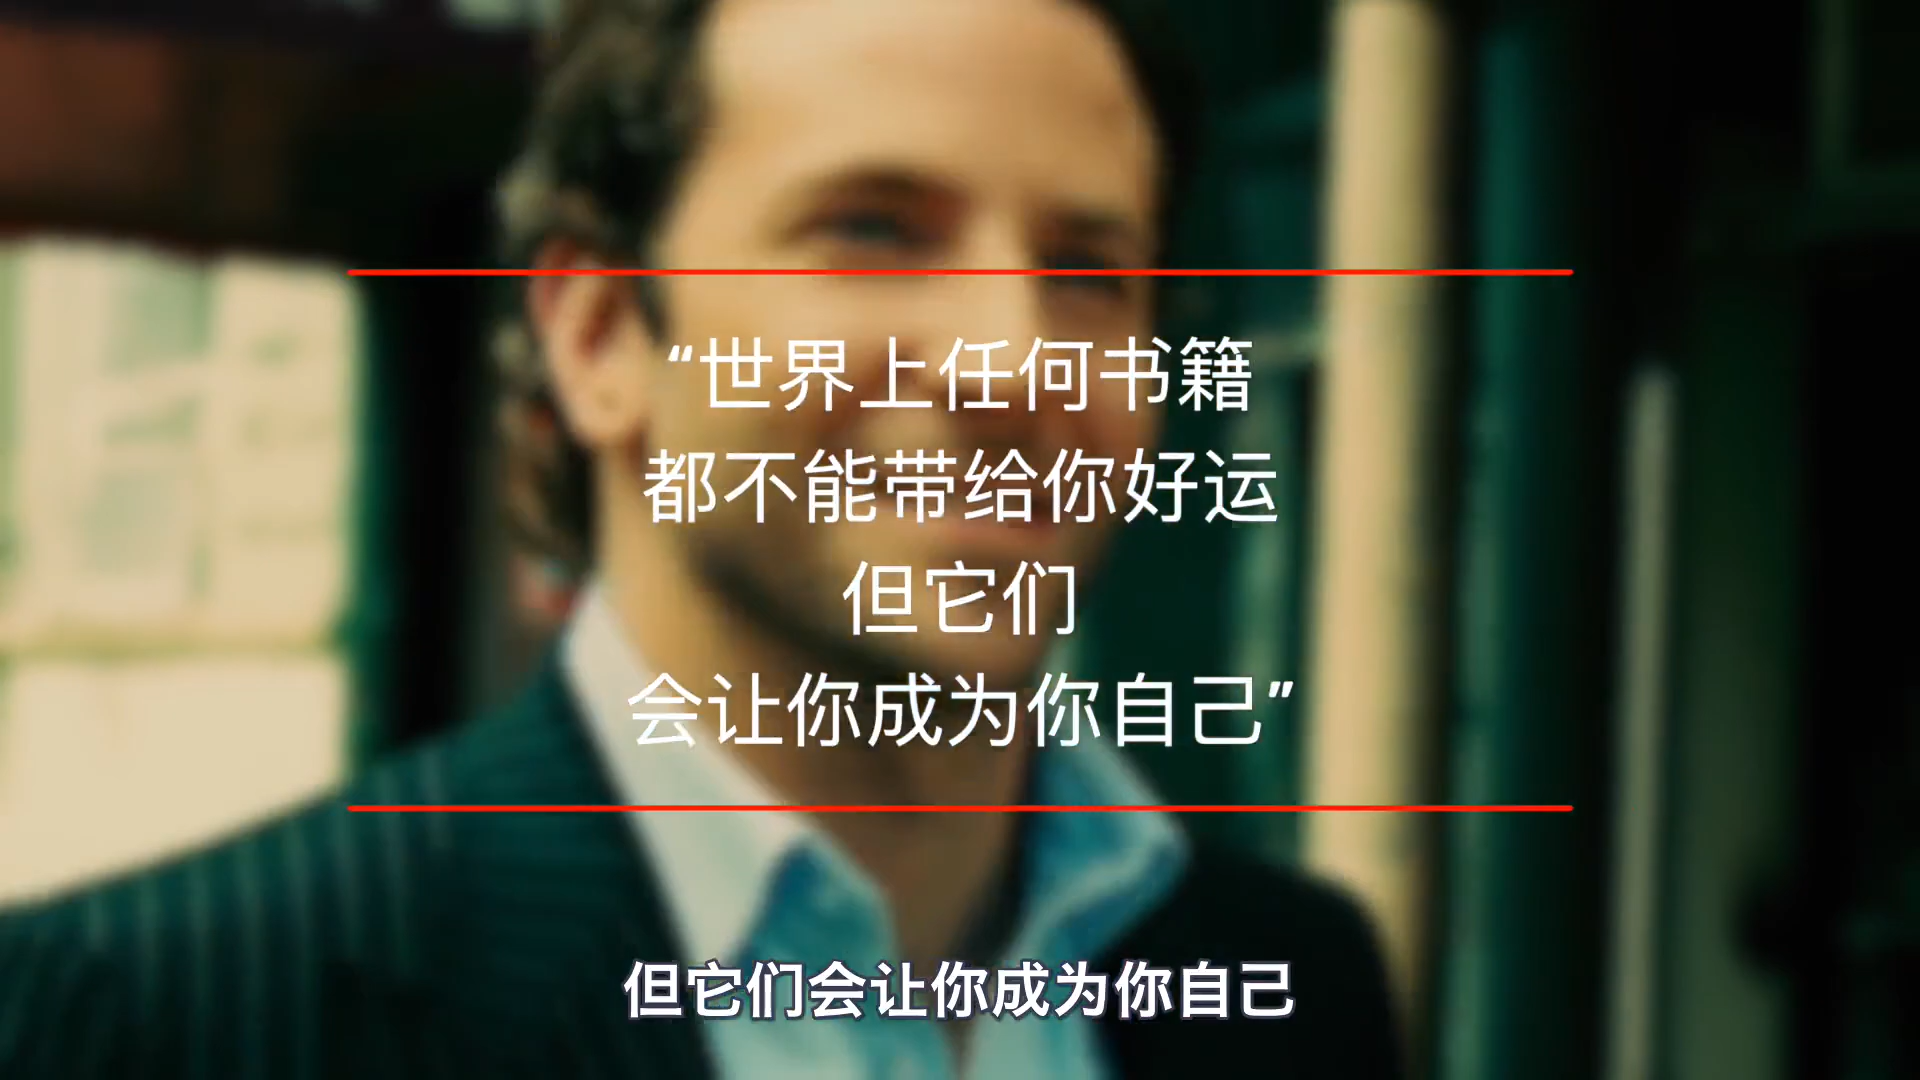 “世界上任何书籍
都不能带给你好运
但它们
会让你成为你自己”
但它们会让你成为你自己